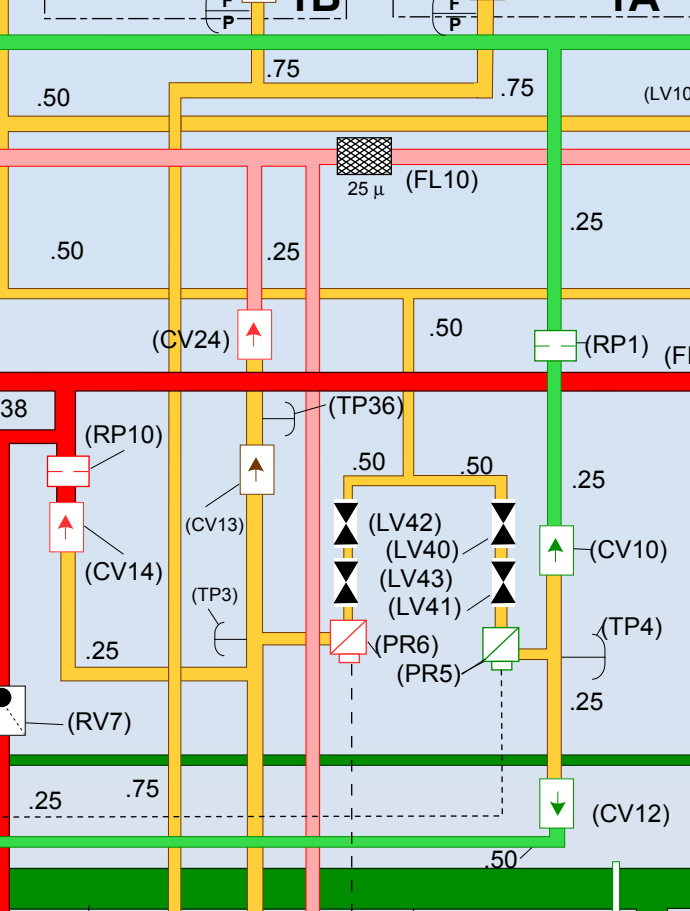 F
P
1B
F
P
1A
.75
.50
.75
(LV10
25 µ
(FL10)
.25
.50
.25
(CV24)
.50
(RP1)
(F
38
(TP36)
(RP10)
.50
.50
.25
(CV13)
(LV42)
(LV40)
(CV10)
(CV14)
(LV43)
(LV41)
(TP3)
(TP4)
(PR6)
.25
(PR5)
.25
(RV7)
.75
.25
(CV12)
.50